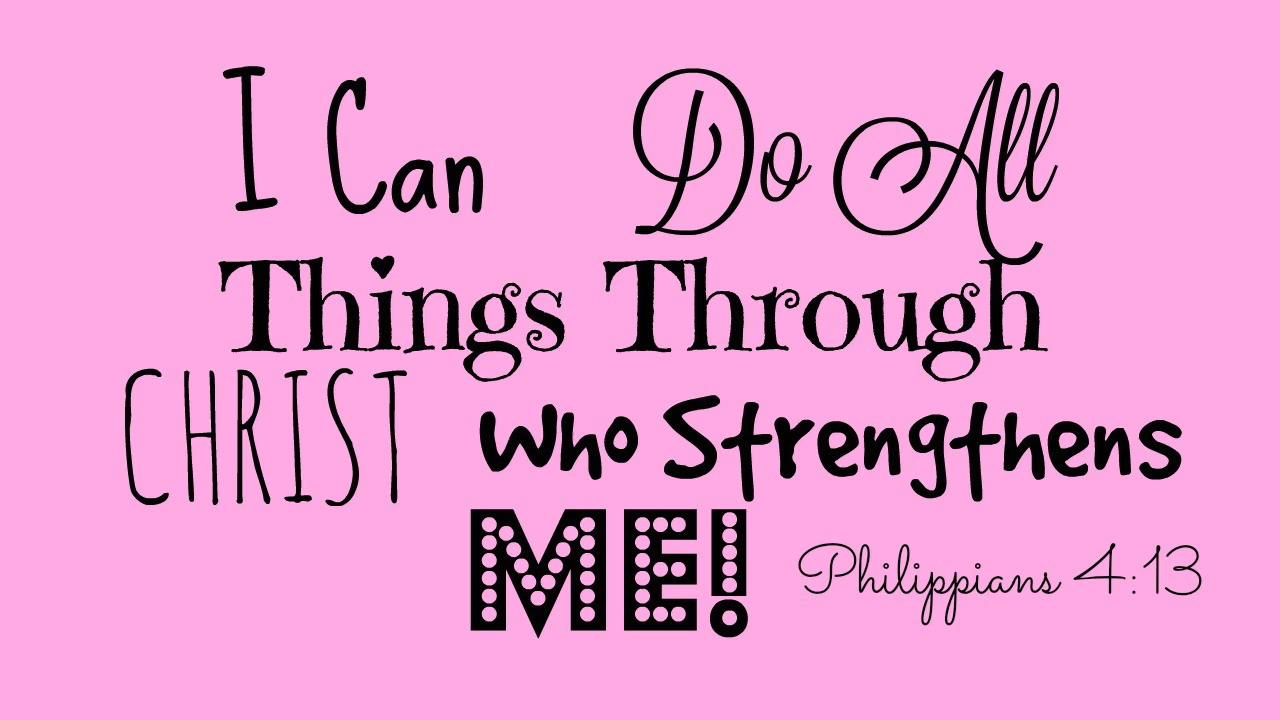 I Can Do All
Things Through
CHRIST Who Strengthens
ME! Philippians 4:13